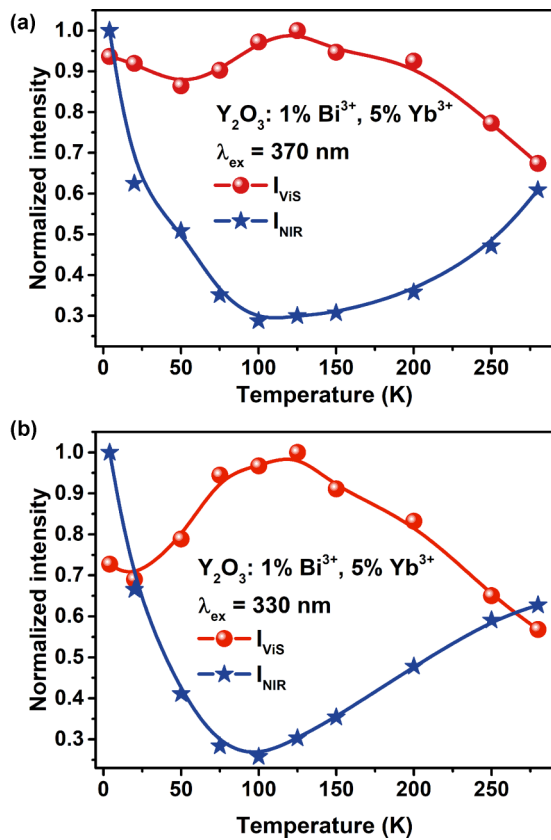 (a)
1.0
0.9
0.8
0.7
0.6
0.5
0.4
0.3
Normalized intensity
Y₂O₃: 1% Bi³⁺, 5% Yb³⁺
λex = 370 nm
IViS
INIR
0 50 100 150 200 250
Temperature (K)
(b)
1.0
0.9
0.8
0.7
0.6
0.5
0.4
0.3
Normalized intensity
Y₂O₃: 1% Bi³⁺, 5% Yb³⁺
λex = 330 nm
IViS
INIR
0 50 100 150 200 250
Temperature (K)